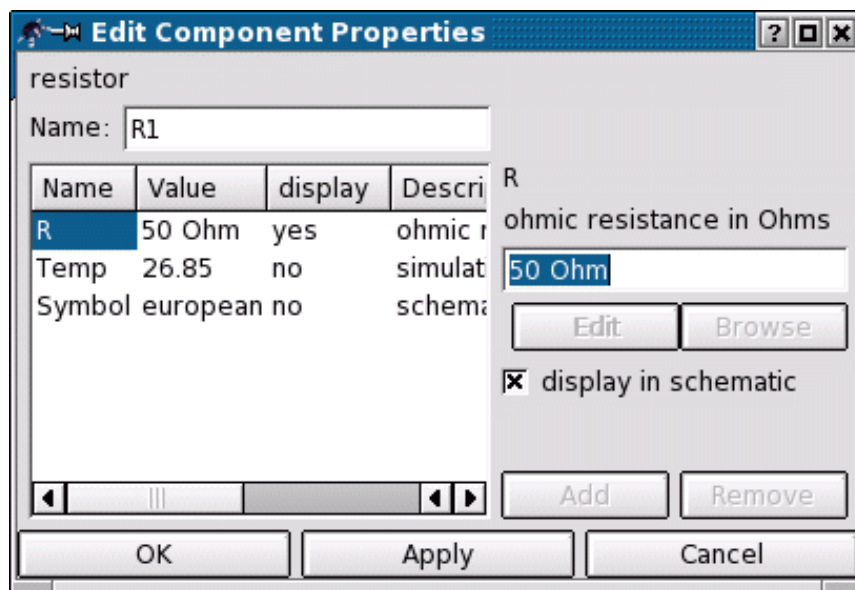 Edit Component Properties
resistor
Name: R1
Name Value display Descri
R 50 Ohm yes ohmic
Temp 26.85 no simulat
Symbol european no schema
R
ohmic resistance in Ohms
50 Ohm
Edit Browse
display in schematic
Add Remove
OK Apply Cancel